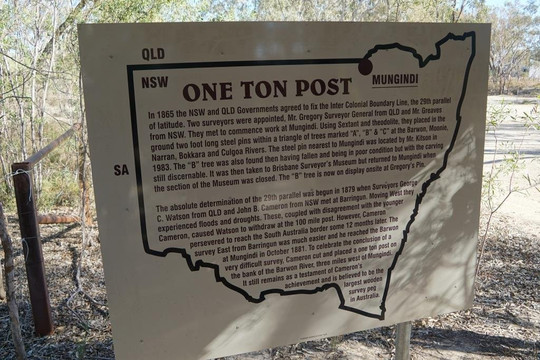 QLD
NSW
ONE TON POST
MUNGINDI
SA
In 1865 the NSW and QLD Governments agreed to fix the Inter Colonial Boundary Line, the 29th parallel
of latitude. Two surveyors were appointed, Mr. Gregory Surveyor General from QLD and Mr. Greaves
from NSW. They met to commence work at Mungindi. Using Sextant and theodolite, they placed in the
ground two foot long steel pins within a triangle of trees marked "A", "B" & "C" at the Barwon, Moonie,
Narran, Bokkara and Culgoa Rivers. The steel pin nearest to Mungindi was located by Mr. Kitson in
1983. The "B" tree was also found then having fallen and being in poor condition but with the carving
still discernable. It was then taken to Brisbane Surveyor's Museum but returned to Mungindi when
the section of the Museum was closed. The "B" tree is now on display onsite at Gregory's Pin.
The absolute determination of the 29th parallel was begun in 1879 when Surveyors George
C. Watson from QLD and John B. Cameron from NSW met at Barringun. Moving West they
experienced floods and droughts. These, coupled with disagreement with the younger
Cameron, caused Watson to withdraw at the 100 mile post. However, Cameron
persevered to reach the South Australia border some 12 months later. The
survey East from Barringun was much easier and he reached the Barwon
at Mungindi in October 1881. To celebrate the conclusion of a
very difficult survey, Cameron cut and placed a one ton post on
the bank of the Barwon River, three miles west of Mungindi.
It still remains as a testament of Cameron's
achievement and is believed to be the
largest wooden
survey peg
in Australia.